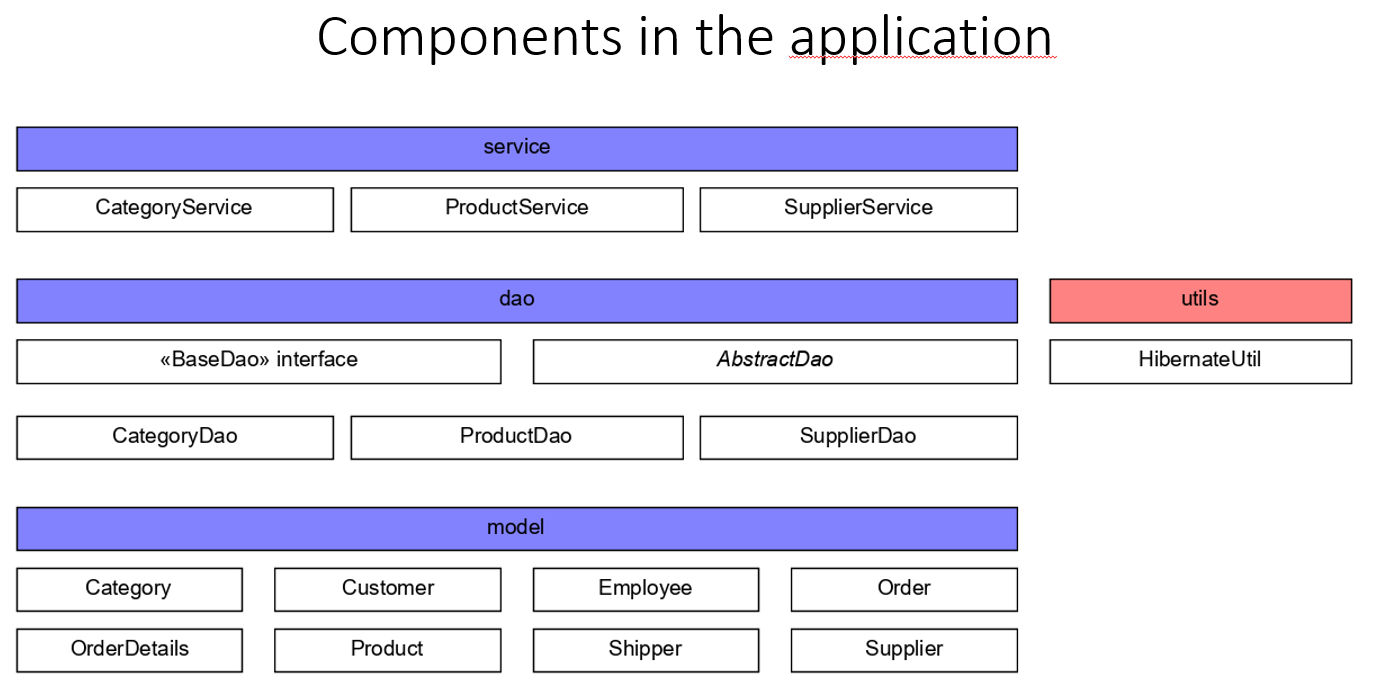 Components in the application
service
CategoryService
ProductService
SupplierService
dao
utils
«BaseDao» interface
AbstractDao
HibernateUtil
CategoryDao
ProductDao
SupplierDao
model
Category
Customer
Employee
Order
OrderDetails
Product
Shipper
Supplier